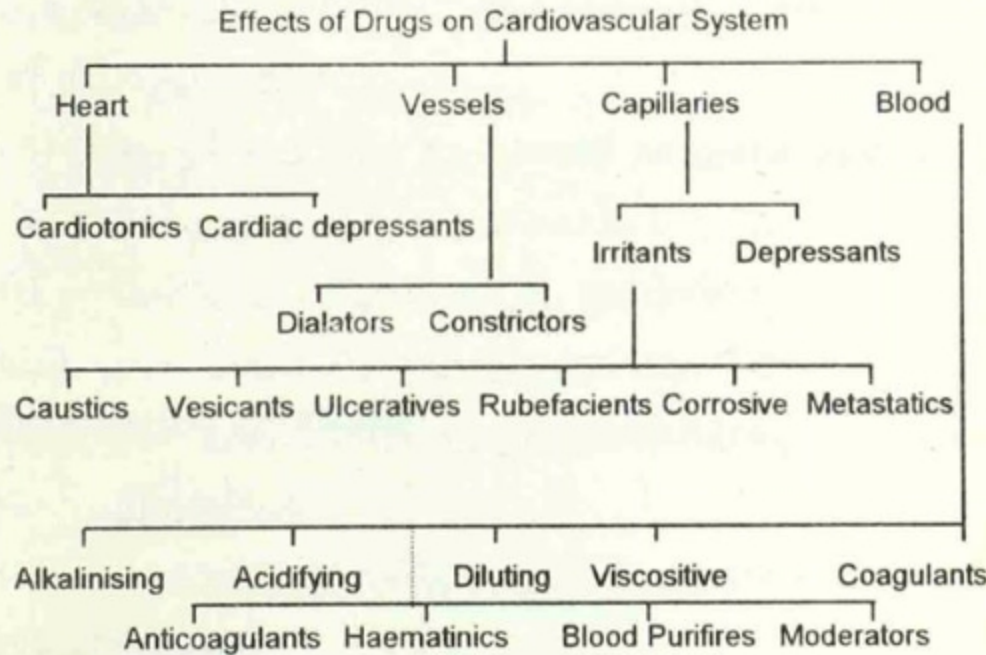 Effects of Drugs on Cardiovascular System
Heart Vessels Capillaries Blood
Cardiotonics Cardiac depressants
Irritants Depressants
Dialators Constrictors
Caustics Vesicants Ulceratives Rubefacients Corrosive Metastatics
Alkalinising Acidifying Diluting Viscositive Coagulants
Anticoagulants Haematinics Blood Purifires Moderators